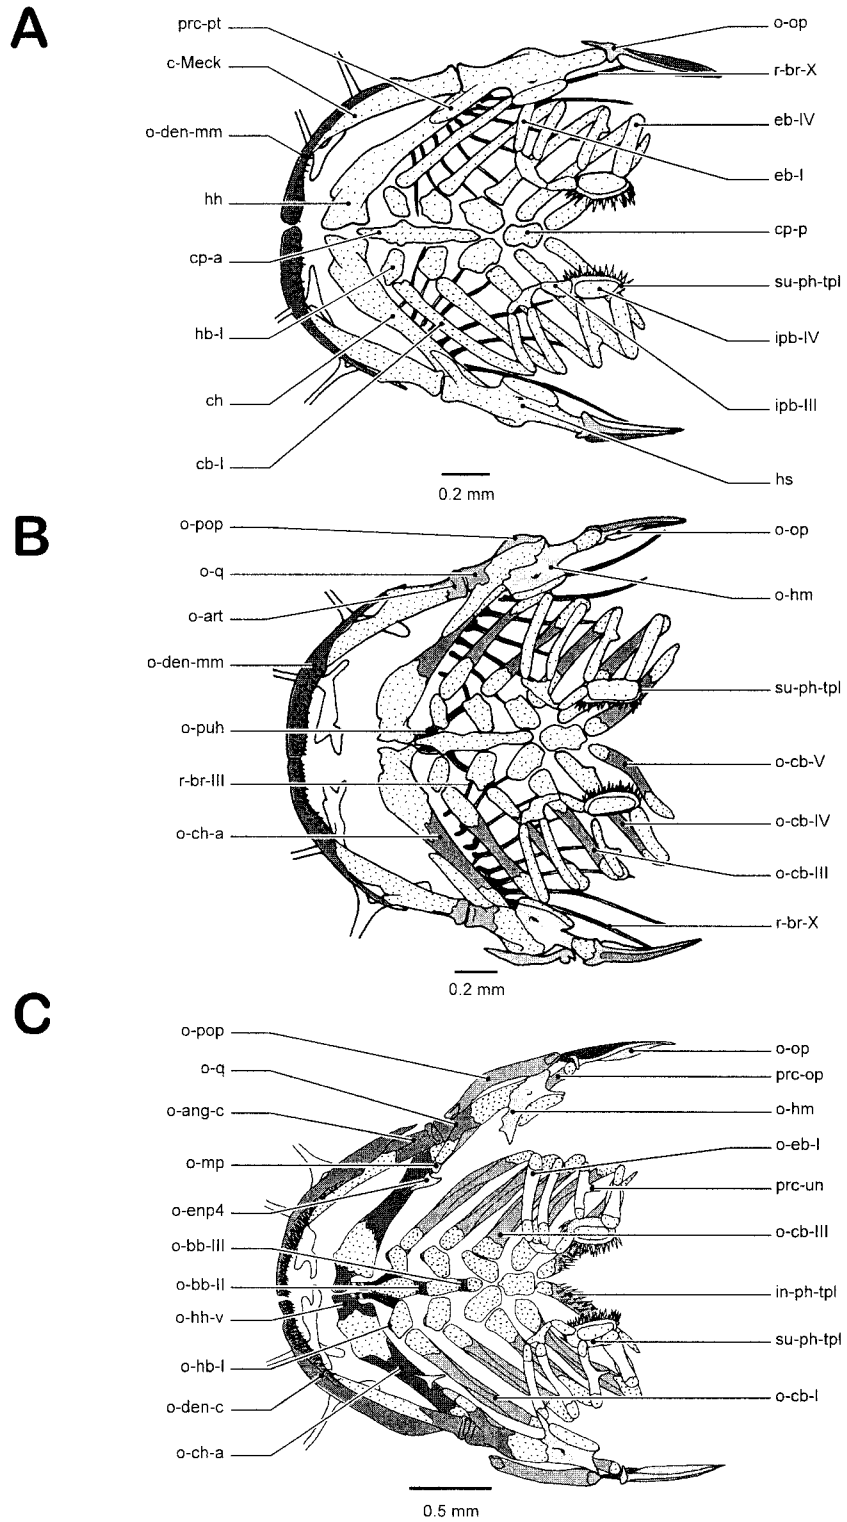 A
prc-pt
c-Meck
o-den-mm
hh
cp-a
hb-I
ch
cb-I
o-op
r-br-X
eb-IV
eb-I
cp-p
su-ph-tpl
ipb-IV
ipb-III
hs
0.2 mm
B
o-pop
o-q
o-art
o-den-mm
o-puh
r-br-III
o-ch-a
o-op
o-hm
su-ph-tpl
o-cb-V
o-cb-IV
o-cb-III
r-br-X
0.2 mm
C
o-pop
o-q
o-ang-c
o-mp
o-enp4
o-bb-III
o-bb-II
o-hh-v
o-hb-I
o-den-c
o-ch-a
o-op
prc-op
o-hm
o-eb-I
prc-un
o-cb-III
in-ph-tpl
su-ph-tpl
o-cb-I
0.5 mm